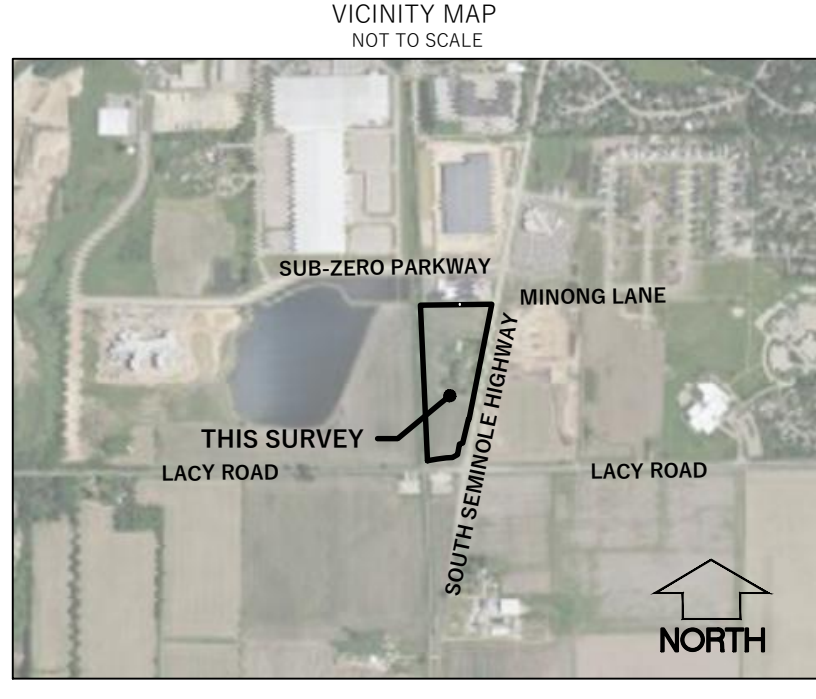 VICINITY MAP
NOT TO SCALE
SUB-ZERO PARKWAY
MINONG LANE
SOUTH SEMINOLE HIGHWAY
THIS SURVEY
LACY ROAD
LACY ROAD
NORTH